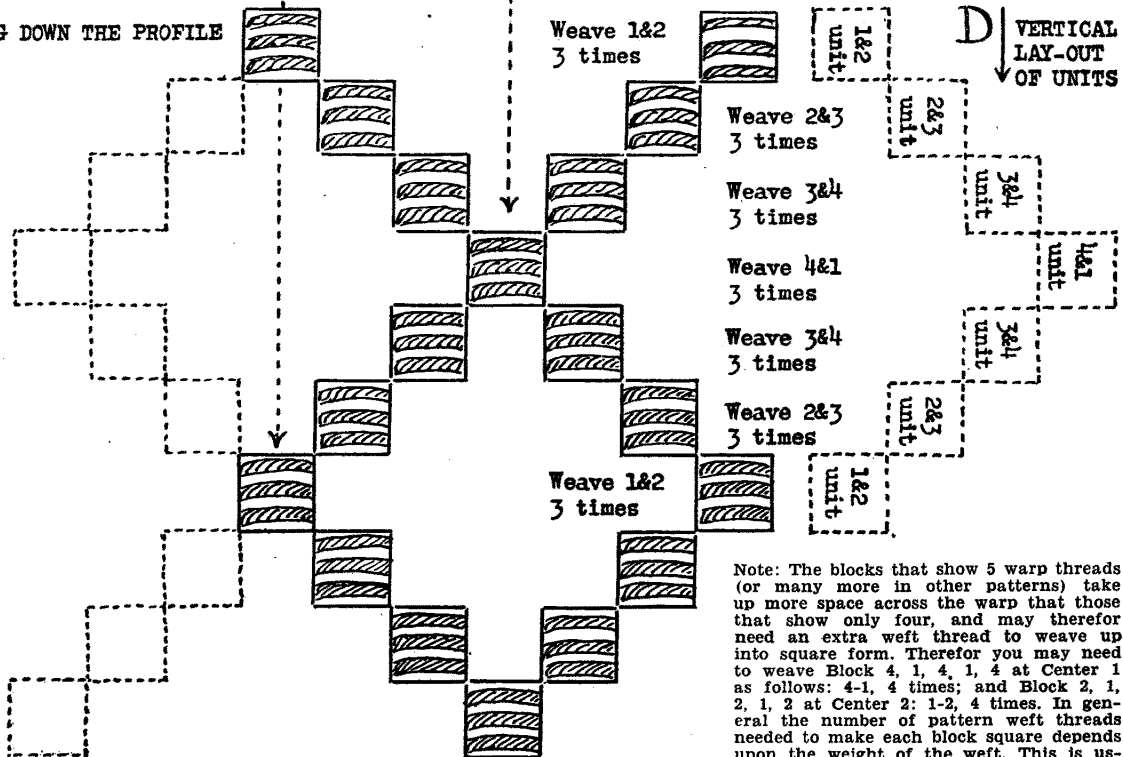 DOWN THE PROFILE
Weave 1&2
3 times
D
VERTICAL
LAY-OUT
OF UNITS
1&2
unit
Weave 2&3
3 times
2&3
unit
Weave 3&4
3 times
3&4
unit
Weave 4&1
3 times
4&1
unit
Weave 3&4
3 times
3&4
unit
Weave 2&3
3 times
2&3
unit
Weave 1&2
3 times
1&2
unit
Note: The blocks that show 5 warp threads
(or many more in other patterns) take
up more space across the warp that those
that show only four, and may therefor
need an extra weft thread to weave up
into square form. Therefor you may need
to weave Block 4, 1, 4, 1, 4 at Center 1
as follows: 4-1, 4 times; and Block 2, 1,
2, 1, 2 at Center 2: 1-2, 4 times. In gen-
eral the number of pattern weft threads
needed to make each block square depends
upon the weight of the weft. This is us-